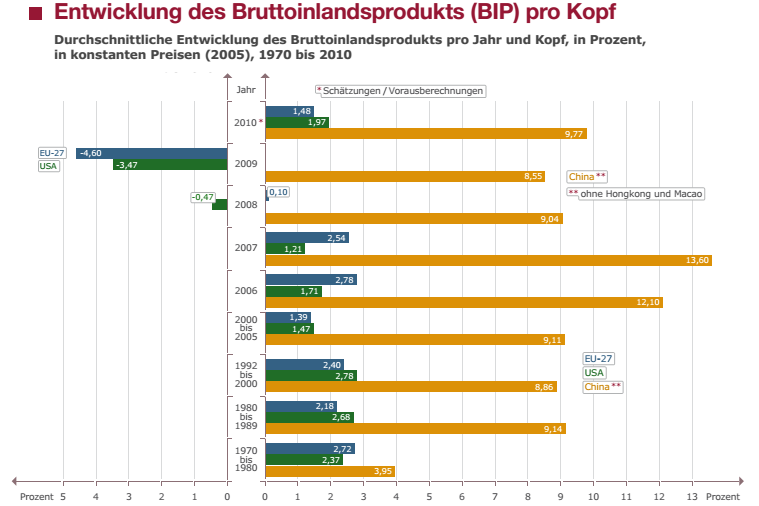 Entwicklung des Bruttoinlandsprodukts (BIP) pro Kopf
Durchschnittliche Entwicklung des Bruttoinlandsprodukts pro Jahr und Kopf, in Prozent,
in konstanten Preisen (2005), 1970 bis 2010
Jahr
* Schätzungen / Vorausberechnungen
2010 *
1,48
1,97
9,77
EU-27
USA
-4,60
-3,47
2009
8,55
China **
** ohne Hongkong und Macao
-0,47
2008
0,10
9,04
2007
2,54
1,21
13,60
2006
2,78
1,71
12,10
2000
bis
2005
1,39
1,47
9,11
EU-27
USA
China **
1992
bis
2000
2,40
2,78
8,86
1980
bis
1989
2,18
2,68
9,14
1970
bis
1980
2,72
2,37
3,95
Prozent 5 4 3 2 1 0 0 1 2 3 4 5 6 7 8 9 10 11 12 13 Prozent